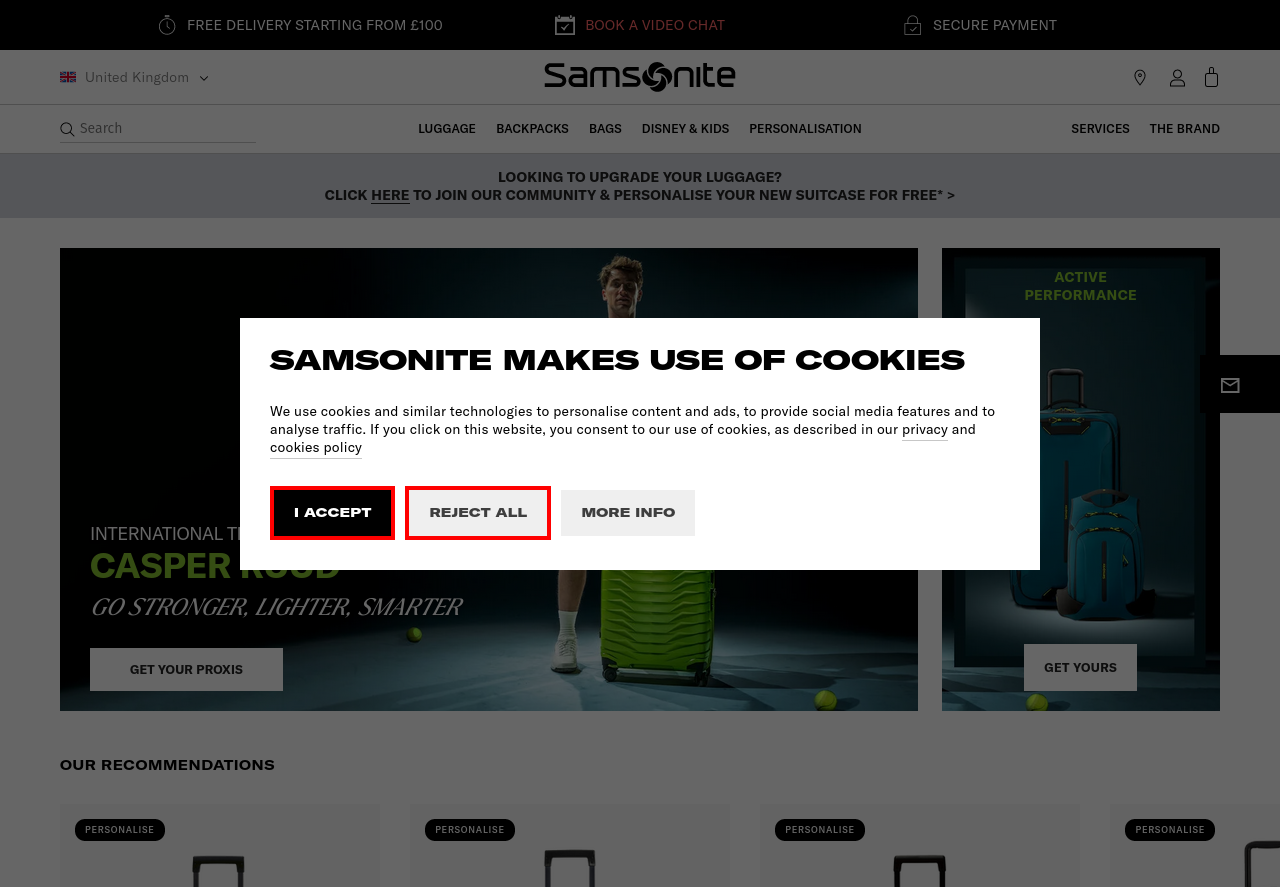 FREE DELIVERY STARTING FROM £100
BOOK A VIDEO CHAT
SECURE PAYMENT
United Kingdom
Samsonite
Search
LUGGAGE
BACKPACKS
BAGS
DISNEY & KIDS
PERSONALISATION
SERVICES
THE BRAND
LOOKING TO UPGRADE YOUR LUGGAGE?
CLICK HERE TO JOIN OUR COMMUNITY & PERSONALISE YOUR NEW SUITCASE FOR FREE* >
ACTIVE
PERFORMANCE
SAMSONITE MAKES USE OF COOKIES
We use cookies and similar technologies to personalise content and ads, to provide social media features and to
analyse traffic. If you click on this website, you consent to our use of cookies, as described in our privacy and
cookies policy
I ACCEPT
REJECT ALL
MORE INFO
INTERNATIONAL
CASPER RUUD
GO STRONGER, LIGHTER, SMARTER
GET YOUR PROXIS
GET YOURS
OUR RECOMMENDATIONS
PERSONALISE
PERSONALISE
PERSONALISE
PERSONALISE